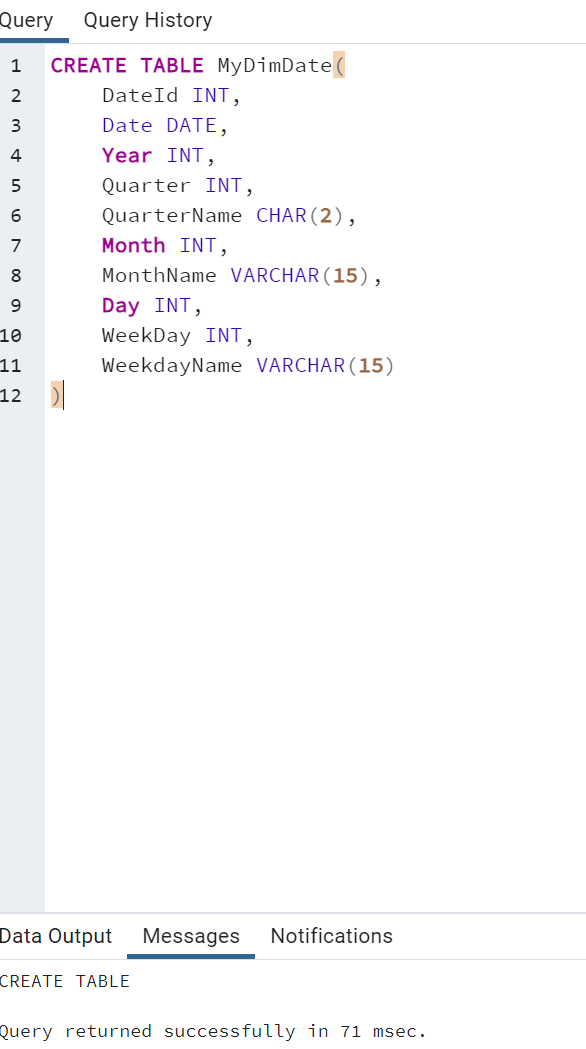 Query Query History
1 CREATE TABLE MyDimDate(
2 DateId INT,
3 Date DATE,
4 Year INT,
5 Quarter INT,
6 QuarterName CHAR(2),
7 Month INT,
8 MonthName VARCHAR(15),
9 Day INT,
10 WeekDay INT,
11 WeekdayName VARCHAR(15)
12 )
Data Output Messages Notifications
CREATE TABLE
Query returned successfully in 71 msec.